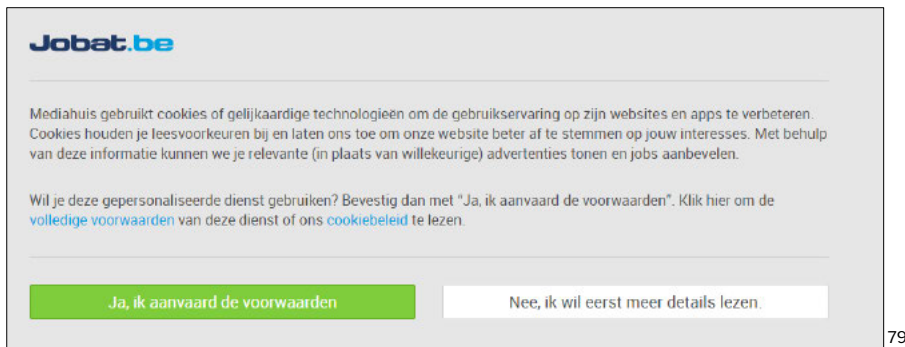 Jobat.be
Mediahuis gebruikt cookies of gelijkaardige technologieën om de gebruikservaring op zijn websites en apps te verbeteren.
Cookies houden je leesvoorkeuren bij en laten ons toe om onze website beter af te stemmen op jouw interesses. Met behulp
van deze informatie kunnen we je relevante (in plaats van willekeurige) advertenties tonen en jobs aanbevelen.
Wil je deze gepersonaliseerde dienst gebruiken? Bevestig dan met “Ja, ik aanvaard de voorwaarden”. Klik hier om de
volledige voorwaarden van deze dienst of ons cookiebeleid te lezen.
Ja, ik aanvaard de voorwaarden
Nee, ik wil eerst meer details lezen.
79